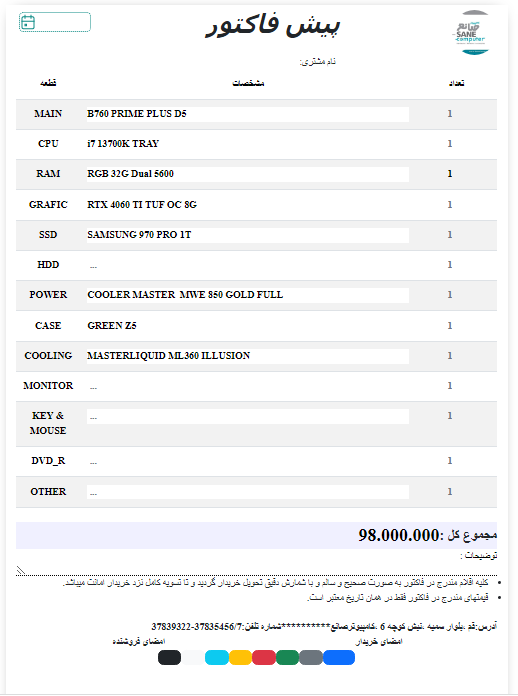 پیش فاکتور
صانع
SANE
computer
نام مشتری:
قطعه مشخصات تعداد
MAIN B760 PRIME PLUS D5 1
CPU i7 13700K TRAY 1
RAM RGB 32G Dual 5600 1
GRAFIC RTX 4060 TI TUF OC 8G 1
SSD SAMSUNG 970 PRO 1T 1
HDD ... 1
POWER COOLER MASTER MWE 850 GOLD FULL 1
CASE GREEN Z5 1
COOLING MASTERLIQUID ML360 ILLUSION 1
MONITOR ... 1
KEY & MOUSE ... 1
DVD_R ... 1
OTHER ... 1
مجموع کل :98.000.000
توضیحات :
کلیه اقلام مندرج در فاکتور به صورت صحیح و سالم و با شمارش دقیق تحویل خریدار گردید و تا تسویه کامل نزد خریدار امانت میباشد.
قیمتهای مندرج در فاکتور فقط در همان تاریخ معتبر است.
آدرس:قم ،بلوار سمیه ،نبش کوچه 6 ،کامپیوترصانع**********شماره تلفن:37835456/7-37839322
امضای خریدار امضای فروشنده